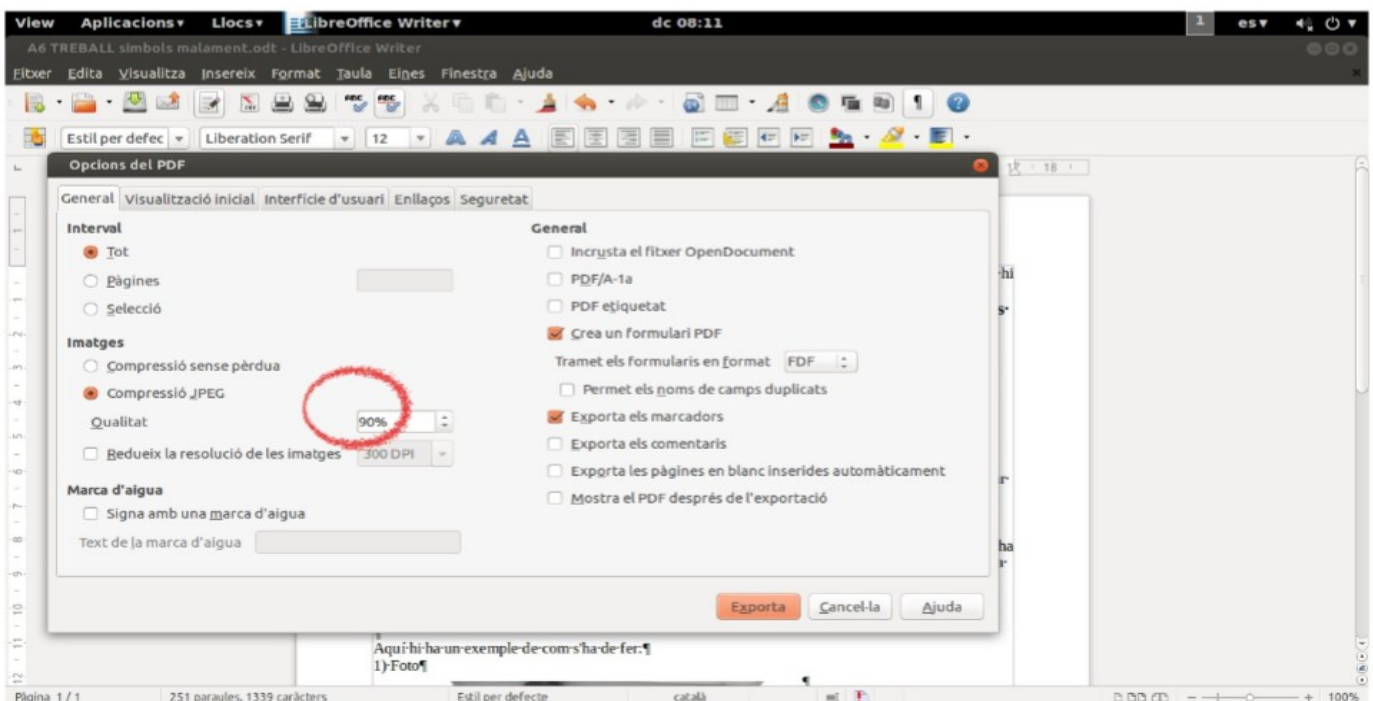 View Aplicacions Llocs LibreOffice Writer dc 08:11 1 es
A6 TREBALL simbols malament.odt - LibreOffice Writer
Fitxer Edita Visualitza Insereix Format Taula Eines Finestra Ajuda
Estil per defec Liberation Serif 12
Opcions del PDF
18
General Visualització inicial Interfície d'usuari Enllaços Seguretat
Interval
Tot
Pàgines
Selecció
Imatges
Compressió sense pèrdua
Compressió JPEG
Qualitat 90%
Redueix la resolució de les imatges 300 DPI
Marca d'aigua
Signa amb una marca d'aigua
Text de la marca d'aigua
General
Incrusta el fitxer OpenDocument
PDF/A-1a
PDF etiquetat
Crea un formulari PDF
Tramet els formularis en format FDF
Permet els noms de camps duplicats
Exporta els marcadors
Exporta els comentaris
Exporta les pàgines en blanc inserides automàticament
Mostra el PDF després de l'exportació
Exporta Cancel·la Ajuda
Aquí·hi·ha·un·exemple·de·com·s'ha·de·fer:¶
1)·Foto¶
Pàgina 1 / 1 251 paraules, 1339 caràcters Estil per defecte català 100%